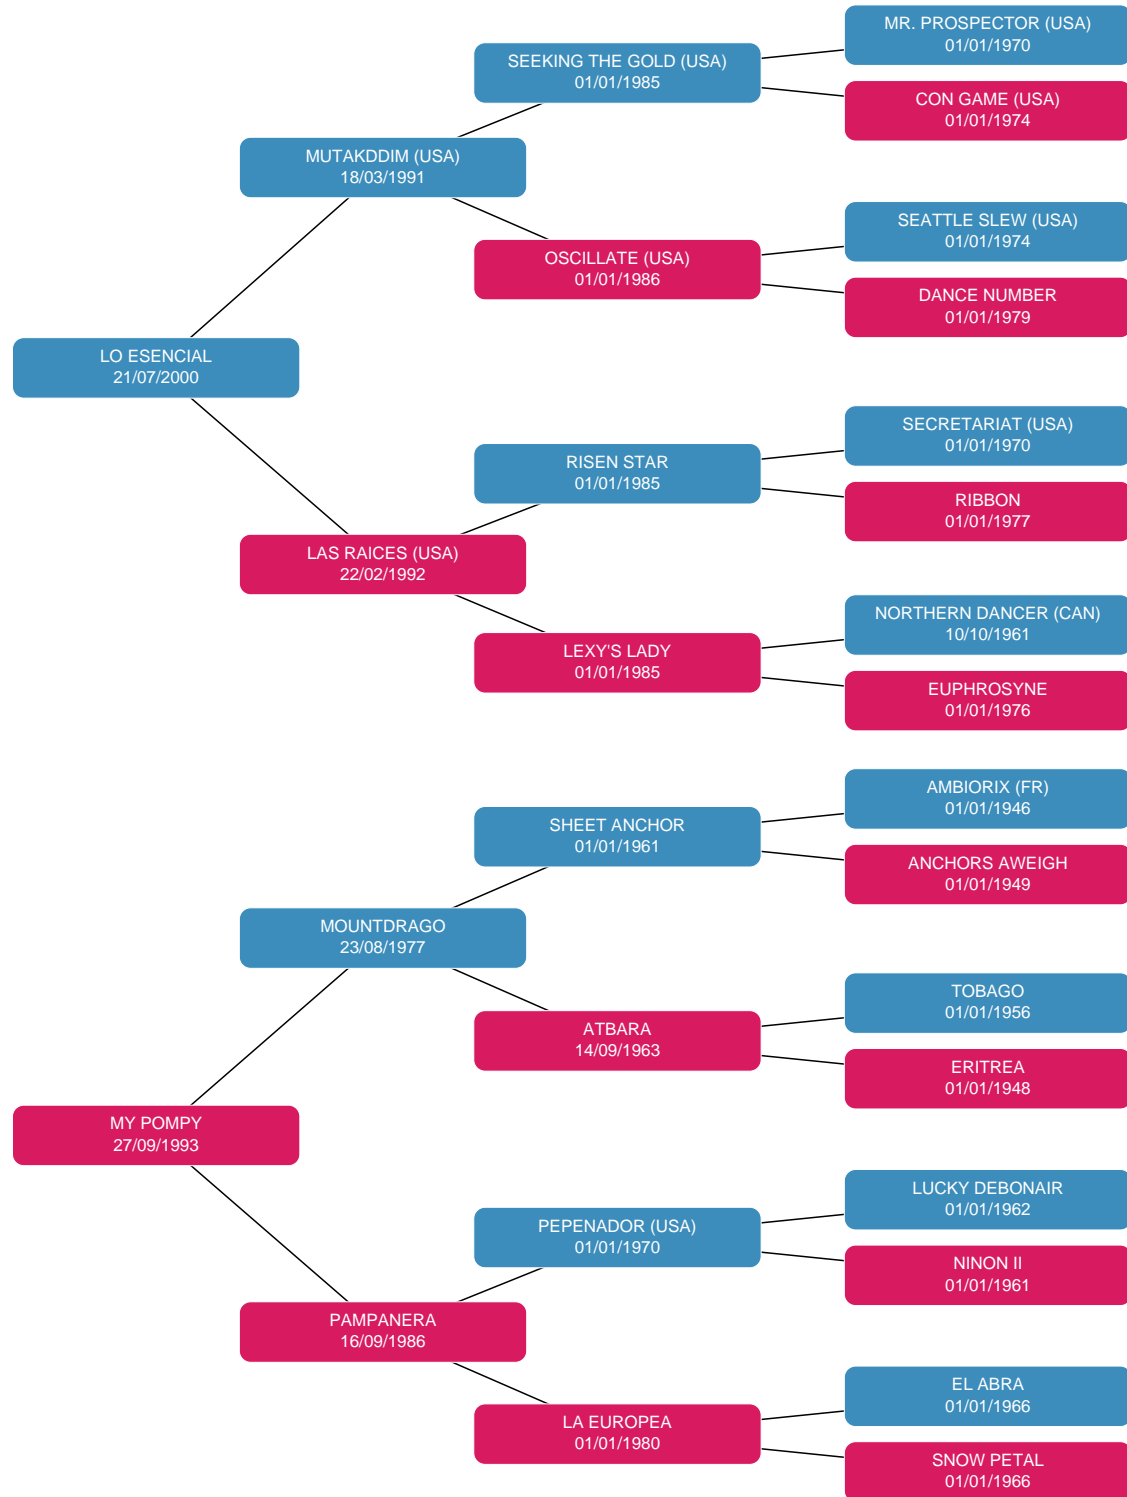 MR. PROSPECTOR (USA)
01/01/1970
SEEKING THE GOLD (USA)
01/01/1985
CON GAME (USA)
01/01/1974
MUTAKDDIM (USA)
18/03/1991
SEATTLE SLEW (USA)
01/01/1974
OSCILLATE (USA)
01/01/1986
DANCE NUMBER
01/01/1979
LO ESENCIAL
21/07/2000
SECRETARIAT (USA)
01/01/1970
RISEN STAR
01/01/1985
RIBBON
01/01/1977
LAS RAICES (USA)
22/02/1992
NORTHERN DANCER (CAN)
10/10/1961
LEXY'S LADY
01/01/1985
EUPHROSYNE
01/01/1976
AMBIORIX (FR)
01/01/1946
SHEET ANCHOR
01/01/1961
ANCHORS AWEIGH
01/01/1949
MOUNTDRAGO
23/08/1977
TOBAGO
01/01/1956
ATBARA
14/09/1963
ERITREA
01/01/1948
MY POMPY
27/09/1993
LUCKY DEBONAIR
01/01/1962
PEPENADOR (USA)
01/01/1970
NINON II
01/01/1961
PAMPANERA
16/09/1986
EL ABRA
01/01/1966
LA EUROPEA
01/01/1980
SNOW PETAL
01/01/1966